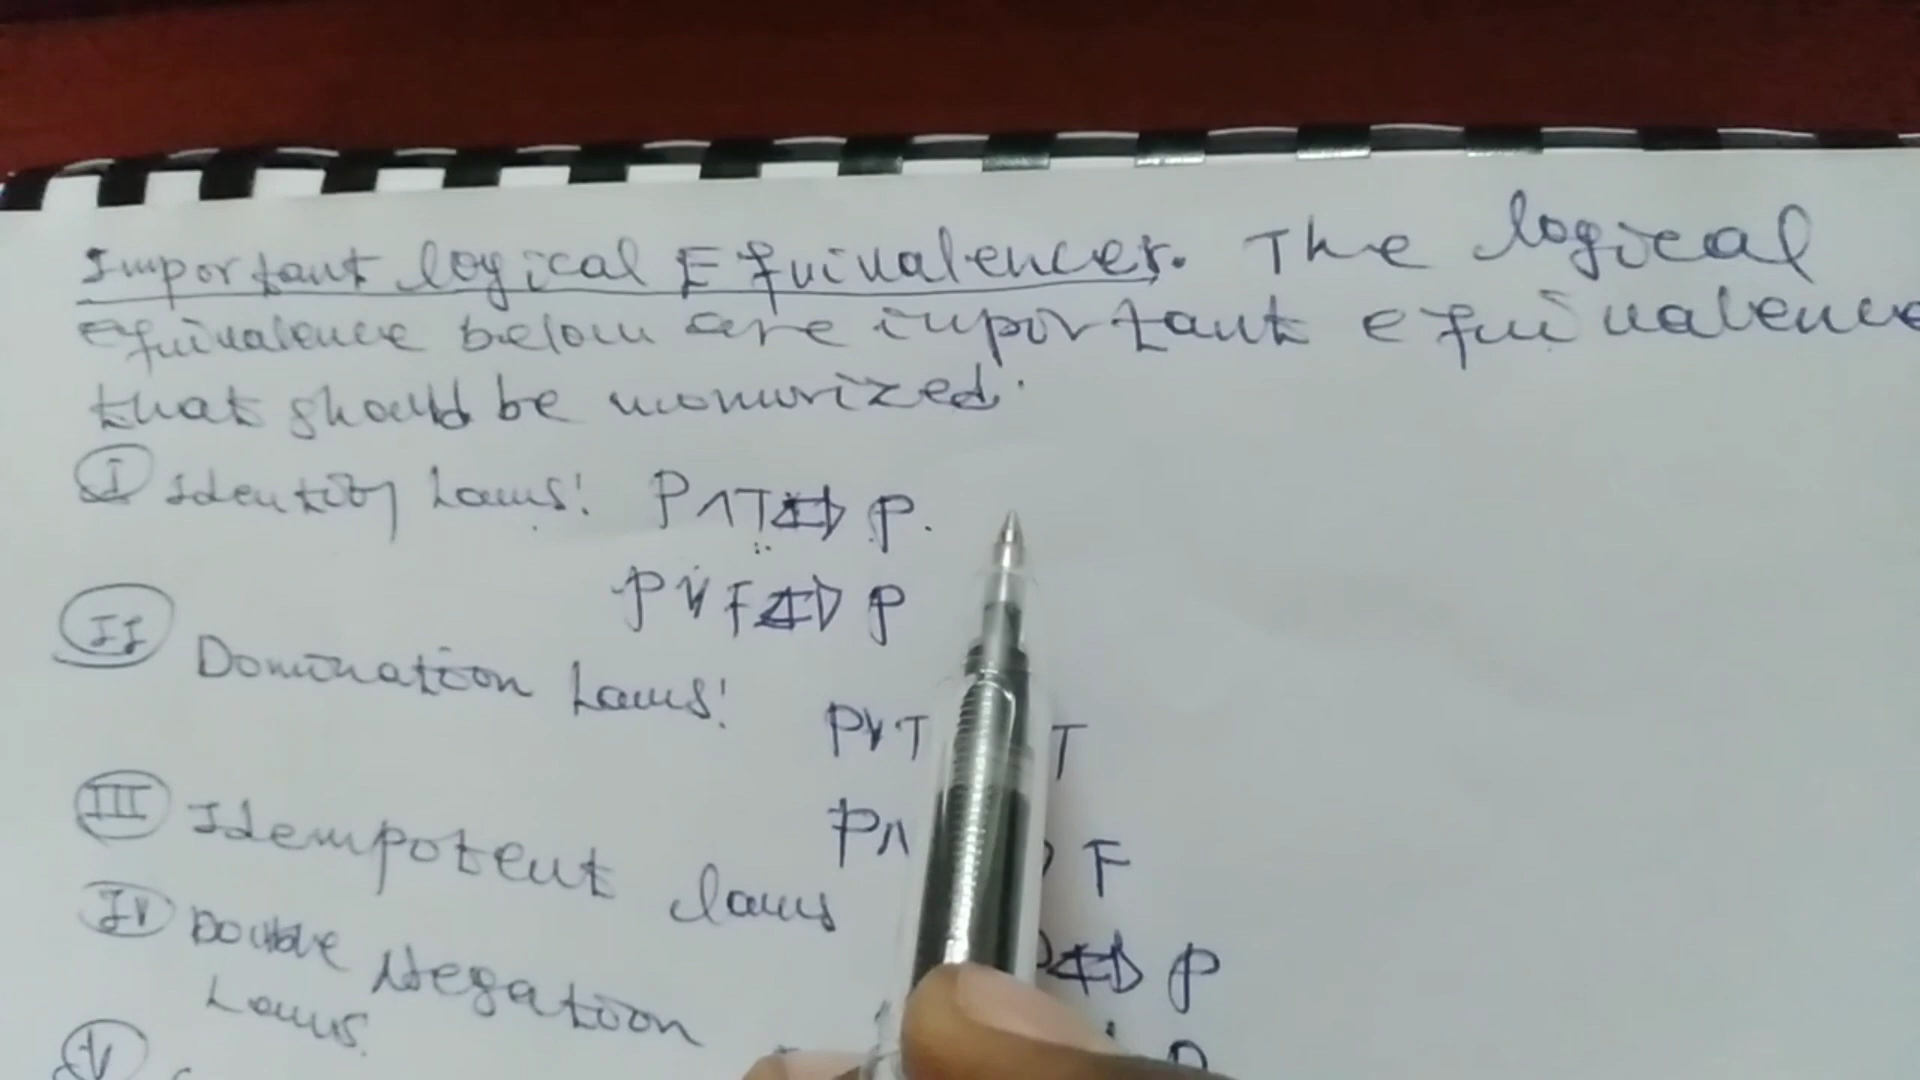 Important logical Equivalences. The logical
equivalence below are important equivalence
that should be memorized.
I Identity Laws: P∧T⇔P.
P∨F⇔P
II Domination Laws:
P∨T T
P∧ F
III Idempotent laws
⇔P
IV Double Negation
Laws.
V